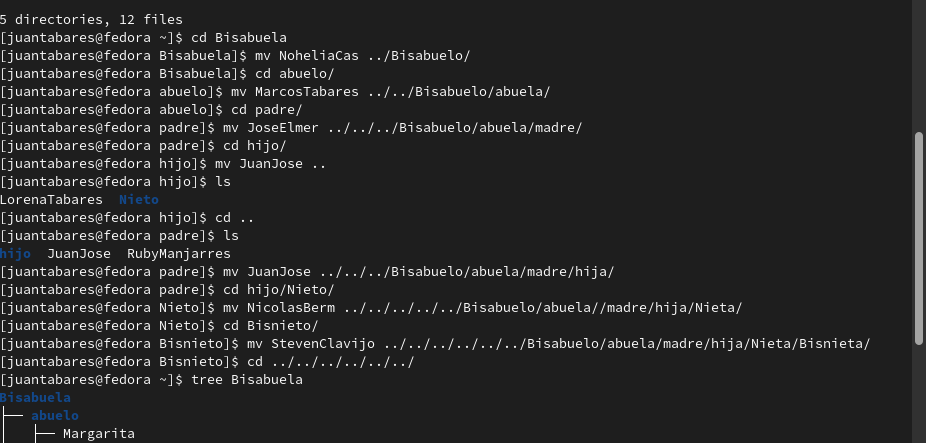 5 directories, 12 files
[juantabares@fedora ~]$ cd Bisabuela
[juantabares@fedora Bisabuela]$ mv NoheliaCas ../Bisabuelo/
[juantabares@fedora Bisabuela]$ cd abuelo/
[juantabares@fedora abuelo]$ mv MarcosTabares ../../Bisabuelo/abuela/
[juantabares@fedora abuelo]$ cd padre/
[juantabares@fedora padre]$ mv JoseElmer ../../../Bisabuelo/abuela/madre/
[juantabares@fedora padre]$ cd hijo/
[juantabares@fedora hijo]$ mv JuanJose ..
[juantabares@fedora hijo]$ ls
LorenaTabares  Nieto
[juantabares@fedora hijo]$ cd ..
[juantabares@fedora padre]$ ls
hijo  JuanJose  RubyManjarres
[juantabares@fedora padre]$ mv JuanJose ../../../Bisabuelo/abuela/madre/hija/
[juantabares@fedora padre]$ cd hijo/Nieto/
[juantabares@fedora Nieto]$ mv NicolasBerm ../../../../../Bisabuelo/abuela//madre/hija/Nieta/
[juantabares@fedora Nieto]$ cd Bisnieto/
[juantabares@fedora Bisnieto]$ mv StevenClavijo ../../../../../../Bisabuelo/abuela/madre/hija/Nieta/Bisnieta/
[juantabares@fedora Bisnieto]$ cd ../../../../../../
[juantabares@fedora ~]$ tree Bisabuela
Bisabuela
├── abuelo
│   ├── Margarita